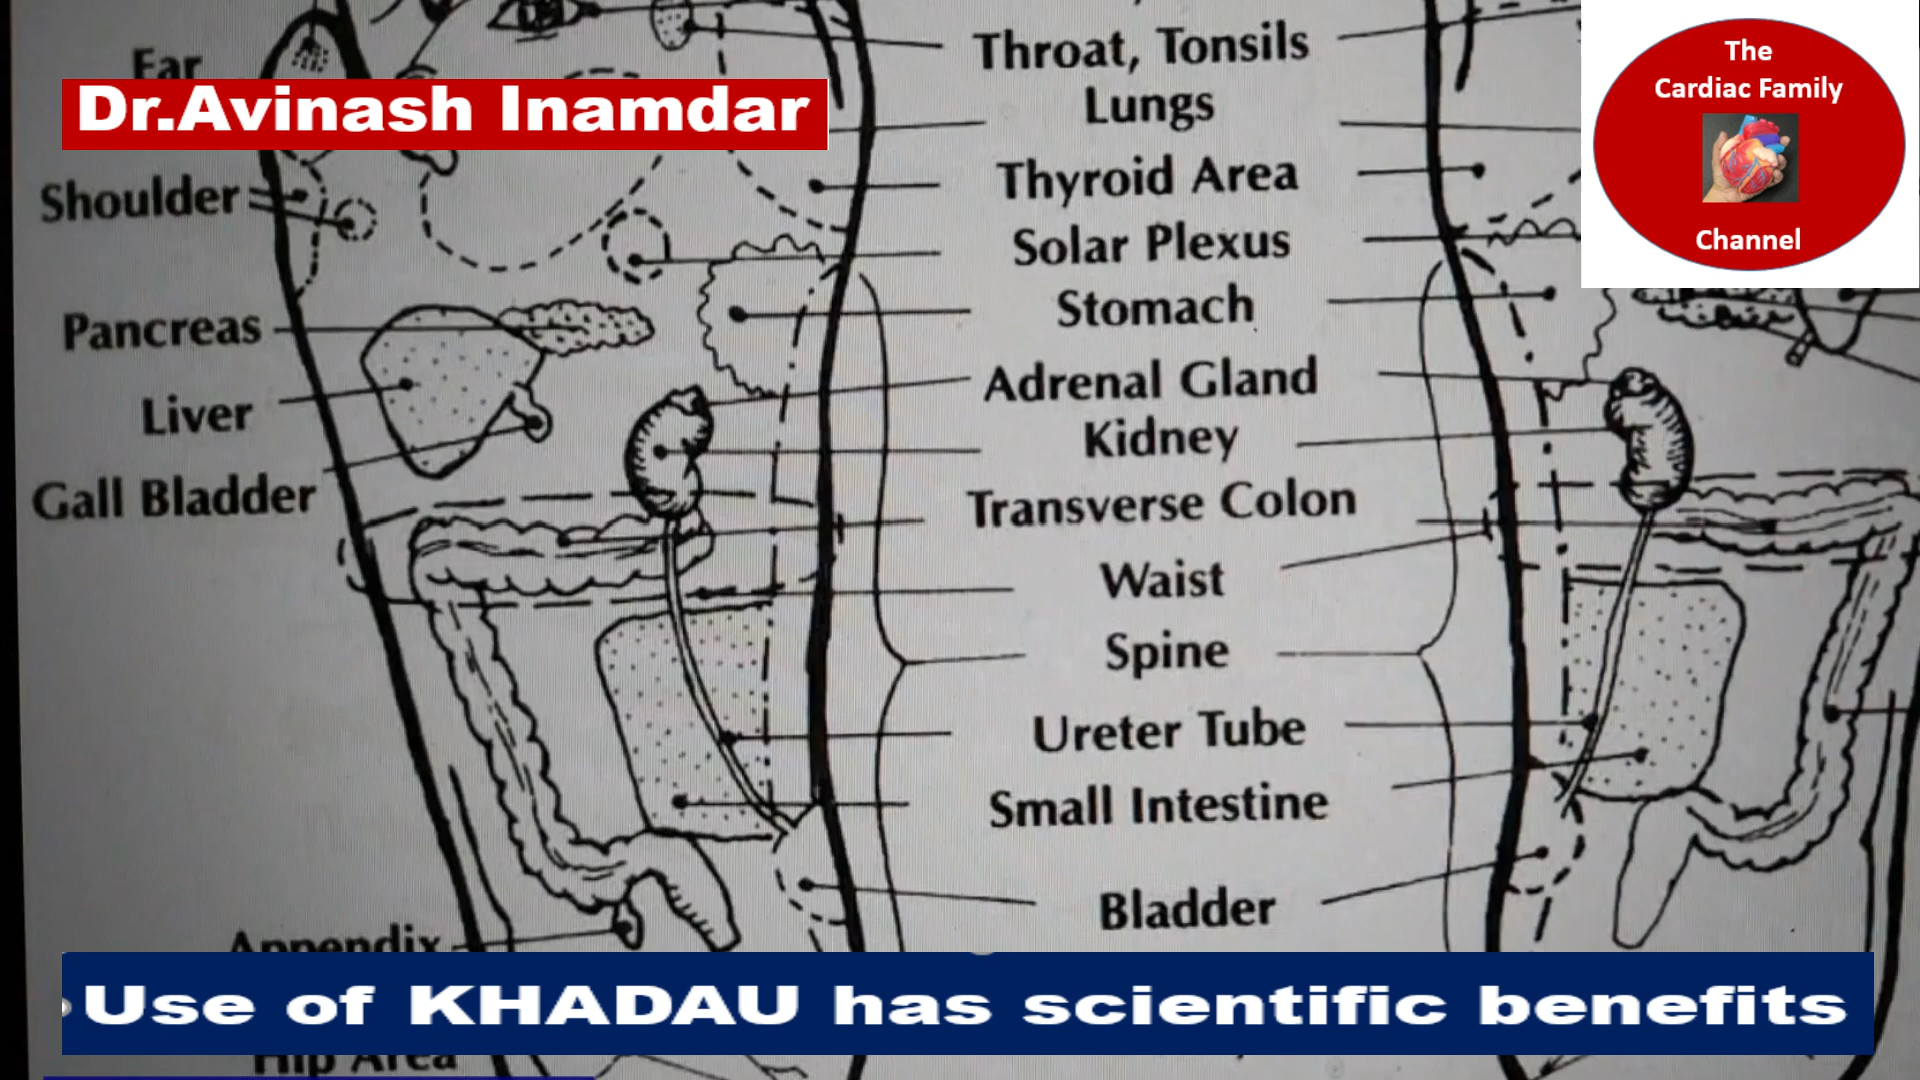 Ear
Dr.Avinash Inamdar
Shoulder
Pancreas
Liver
Gall Bladder
Appendix
Hip Area
Throat, Tonsils
Lungs
Thyroid Area
Solar Plexus
Stomach
Adrenal Gland
Kidney
Transverse Colon
Waist
Spine
Ureter Tube
Small Intestine
Bladder
The
Cardiac Family
Channel
Use of KHADAU has scientific benefits